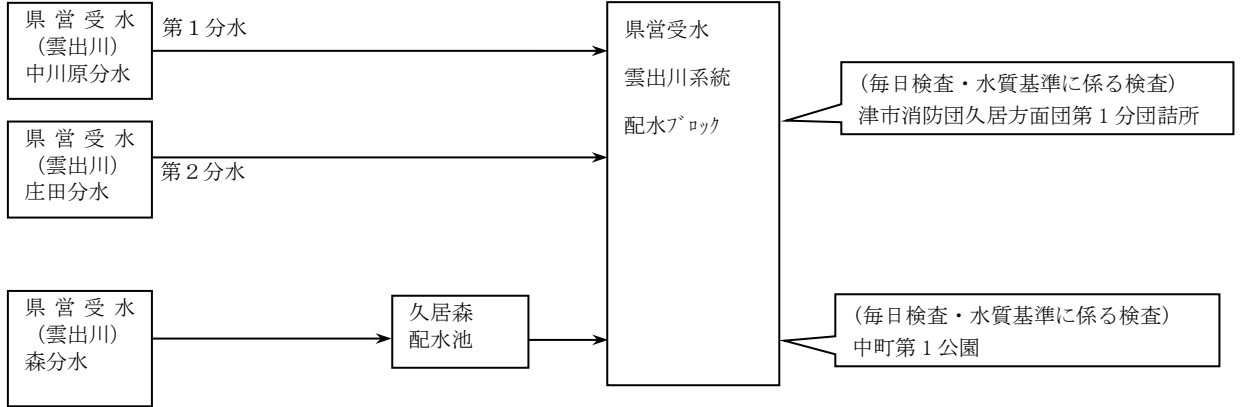 県営受水
（雲出川）
中川原分水
第１分水
県営受水
（雲出川）
庄田分水
第２分水
県営受水
（雲出川）
森分水
久居森
配水池
県営受水
雲出川系統
配水ﾌﾞﾛｯｸ
（毎日検査・水質基準に係る検査）
津市消防団久居方面団第１分団詰所
（毎日検査・水質基準に係る検査）
中町第１公園